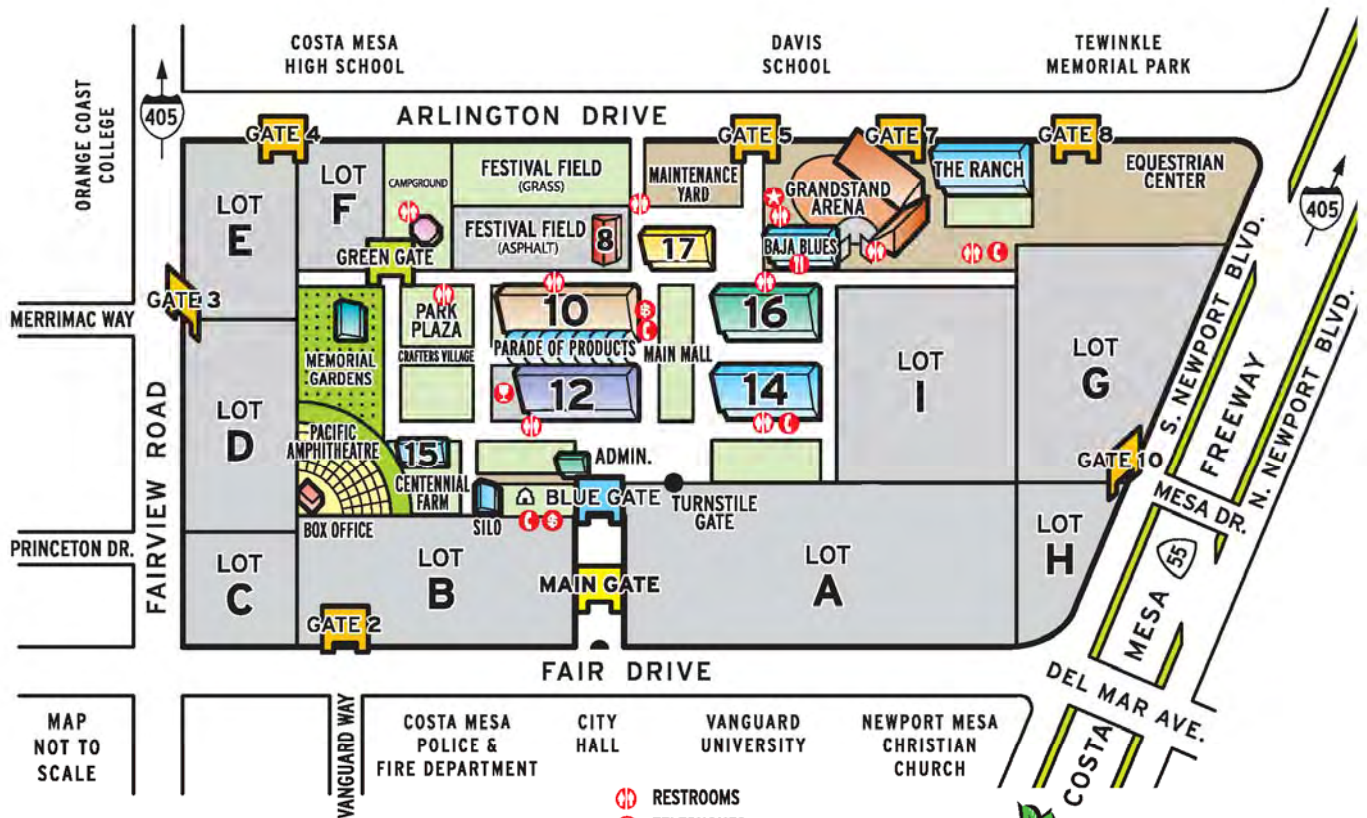 COSTA MESA
HIGH SCHOOL
DAVIS
SCHOOL
TEWINKLE
MEMORIAL PARK
ORANGE COAST
COLLEGE
405
ARLINGTON DRIVE
GATE 4
GATE 5
GATE 7
GATE 8
LOT
E
LOT
F
CAMPGROUND
FESTIVAL FIELD
(GRASS)
MAINTENANCE
YARD
GRANDSTAND
ARENA
THE RANCH
EQUESTRIAN
CENTER
405
FESTIVAL FIELD
(ASPHALT)
8
17
BAJA BLUES
GREEN GATE
GATE 3
MERRIMAC WAY
PARK
PLAZA
CRAFTERS VILLAGE
10
PARADE OF PRODUCTS
12
MAIN MALL
16
14
LOT
I
LOT
G
MEMORIAL
GARDENS
FAIRVIEW ROAD
LOT
D
PACIFIC
AMPHITHEATRE
15
CENTENNIAL
FARM
BOX OFFICE
SILO
ADMIN.
BLUE GATE
TURNSTILE
GATE
GATE 10
S. NEWPORT BLVD.
FREEWAY
N. NEWPORT BLVD.
MESA DR.
55
MESA
COSTA
PRINCETON DR.
LOT
C
LOT
B
MAIN GATE
LOT
A
LOT
H
GATE 2
FAIR DRIVE
DEL MAR AVE.
MAP
NOT TO
SCALE
VANGUARD WAY
COSTA MESA
POLICE &
FIRE DEPARTMENT
CITY
HALL
VANGUARD
UNIVERSITY
NEWPORT MESA
CHRISTIAN
CHURCH
RESTROOMS